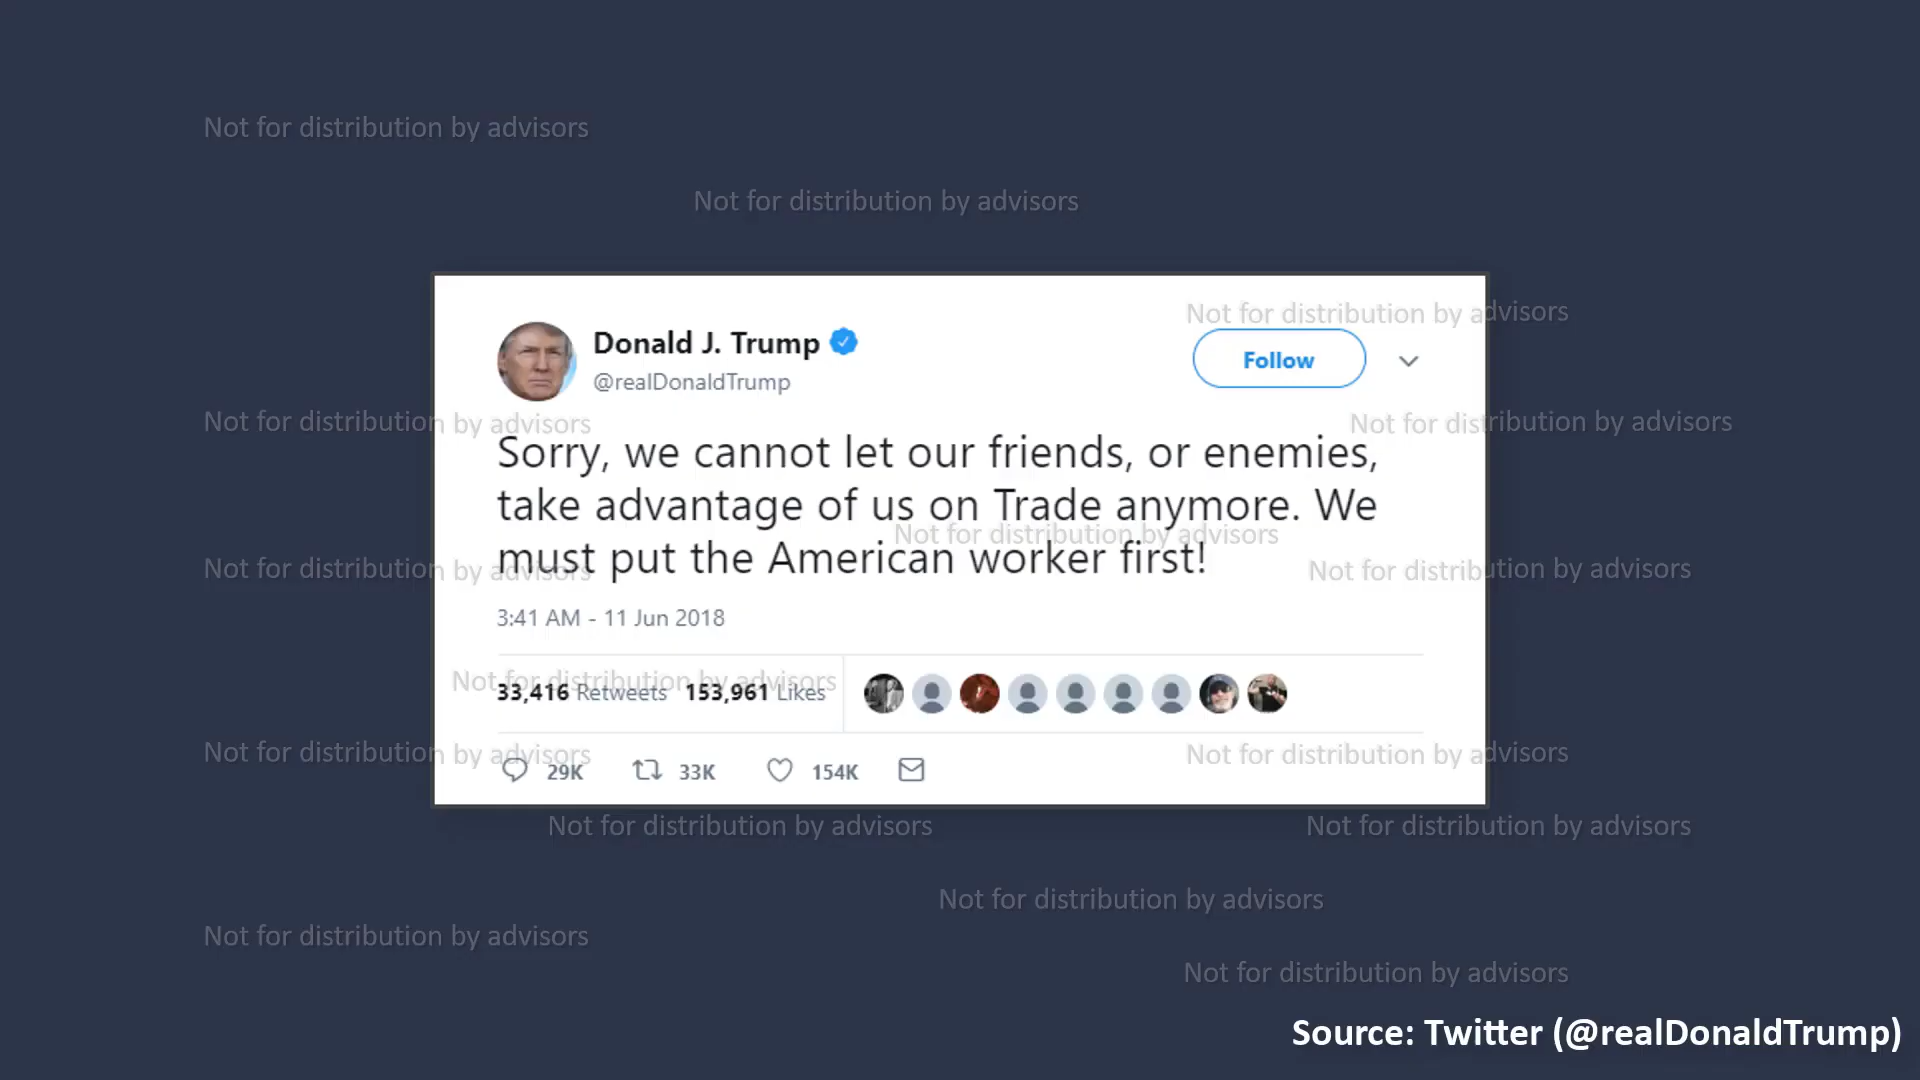 Not for distribution by advisors
Not for distribution by advisors
Not for distribution by advisors
Donald J. Trump
@realDonaldTrump
Follow
Not for distribution by advisors
Not for distribution by advisors
Sorry, we cannot let our friends, or enemies,
take advantage of us on Trade anymore. We
must put the American worker first!
Not for distribution by advisors
Not for distribution by advisors
Not for distribution by advisors
3:41 AM - 11 Jun 2018
Not for distribution by advisors
33,416 Retweets 153,961 Likes
Not for distribution by advisors
Not for distribution by advisors
29K 33K 154K
Not for distribution by advisors
Not for distribution by advisors
Not for distribution by advisors
Not for distribution by advisors
Not for distribution by advisors
Source: Twitter (@realDonaldTrump)